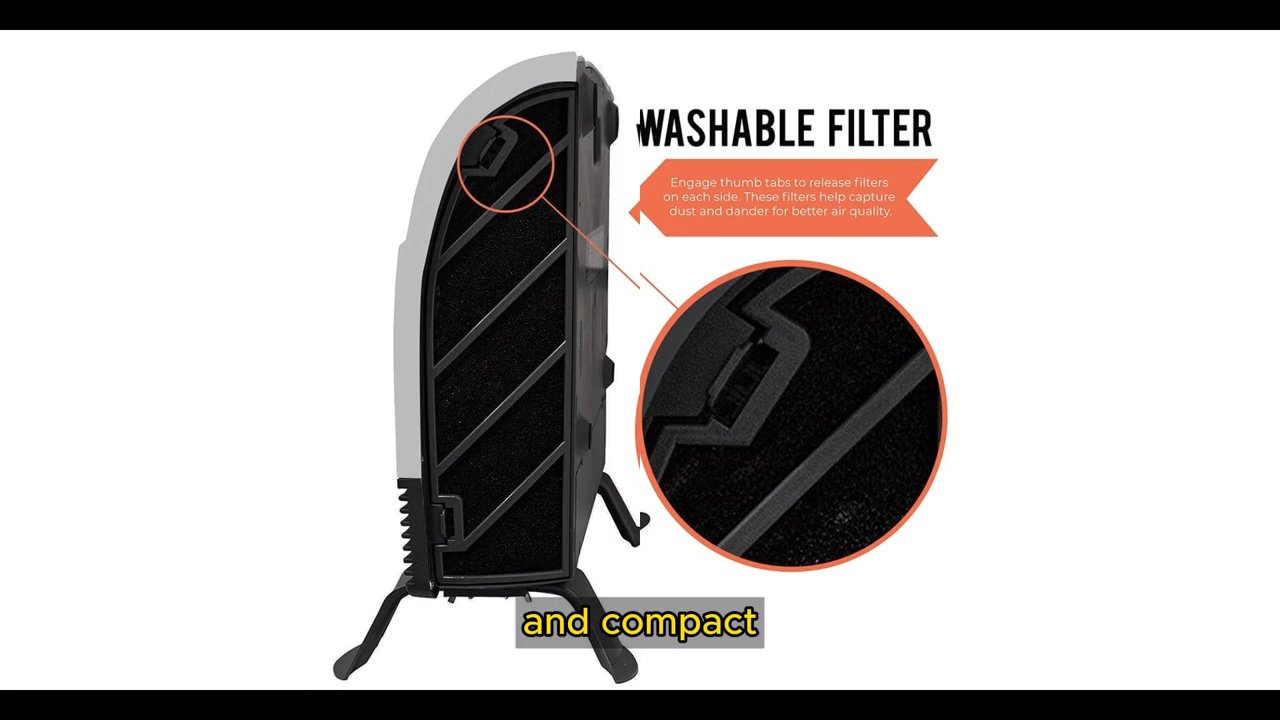 WASHABLE FILTER
Engage thumb tabs to release filters
on each side. These filters help capture
dust and dander for better air quality.
and compact